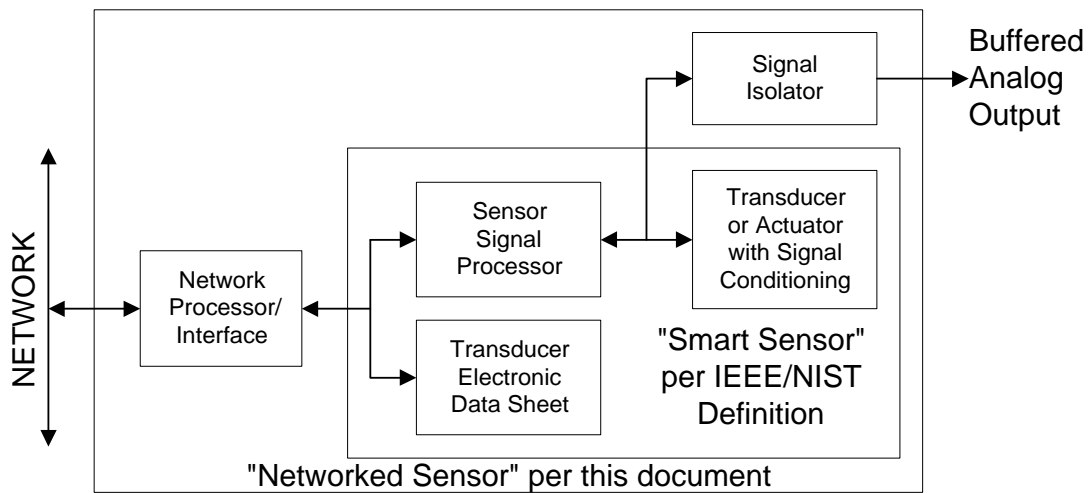 Buffered
Analog
Output
Signal
Isolator
NETWORK
Network
Processor/
Interface
Sensor
Signal
Processor
Transducer
or Actuator
with Signal
Conditioning
Transducer
Electronic
Data Sheet
"Smart Sensor"
per IEEE/NIST
Definition
"Networked Sensor" per this document